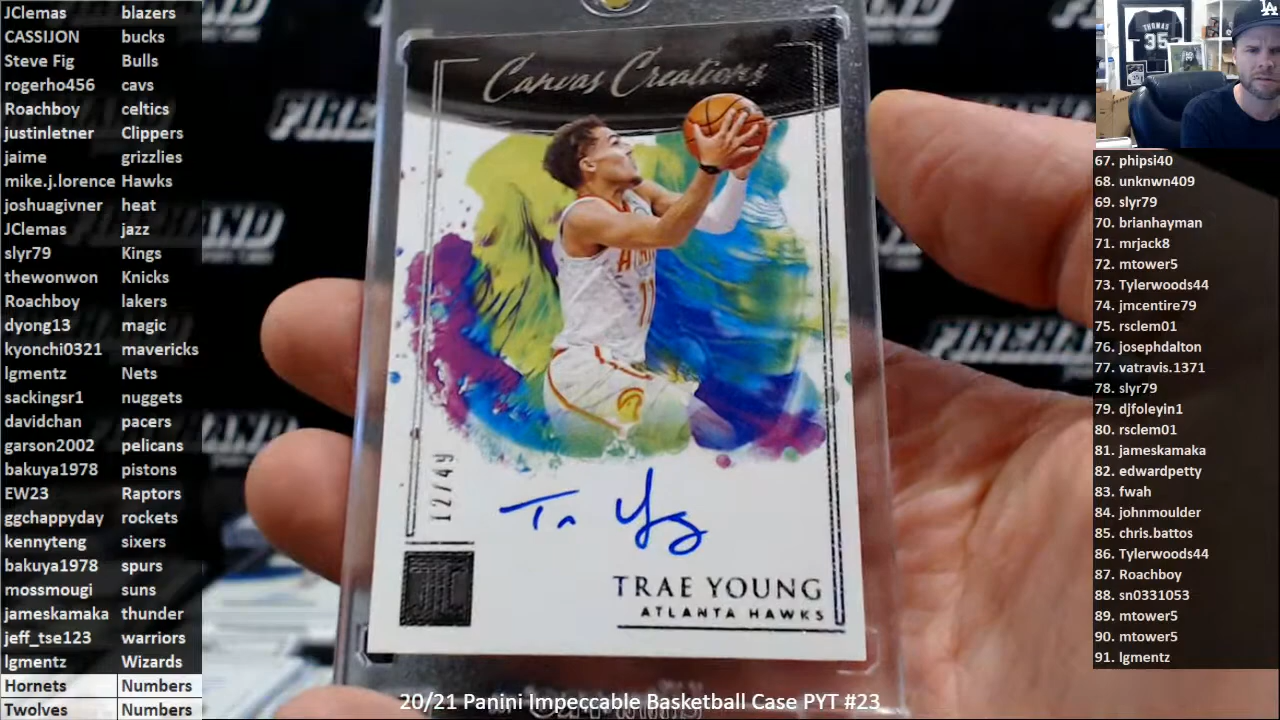 JClemas blazers
CASSIJON bucks
Steve Fig Bulls
rogerho456 cavs
Roachboy celtics
justinletner Clippers
jaime grizzlies
mike.j.lorence Hawks
joshuagivner heat
JClemas jazz
slyr79 Kings
thewonwon Knicks
Roachboy lakers
dyong13 magic
kyonchi0321 mavericks
lgmentz Nets
sackingsr1 nuggets
davidchan pacers
garson2002 pelicans
bakuya1978 pistons
EW23 Raptors
ggchappyday rockets
kennyteng sixers
bakuya1978 spurs
mossmougi suns
jameskamaka thunder
jeff_tse123 warriors
lgmentz Wizards
Hornets Numbers
Twolves Numbers
FIREHAND
Canvas Creations
11
12/49
TRAE YOUNG
ATLANTA HAWKS
20/21 Panini Impeccable Basketball Case PYT #23
THOMAS
35
LA
67. phipsi40
68. unknwn409
69. slyr79
70. brianhayman
71. mrjack8
72. mtower5
73. Tylerwoods44
74. jmcentire79
75. rsclem01
76. josephdalton
77. vatravis.1371
78. slyr79
79. djfoleyin1
80. rsclem01
81. jameskamaka
82. edwardpetty
83. fwah
84. johnmoulder
85. chris.battos
86. Tylerwoods44
87. Roachboy
88. sn0331053
89. mtower5
90. mtower5
91. lgmentz